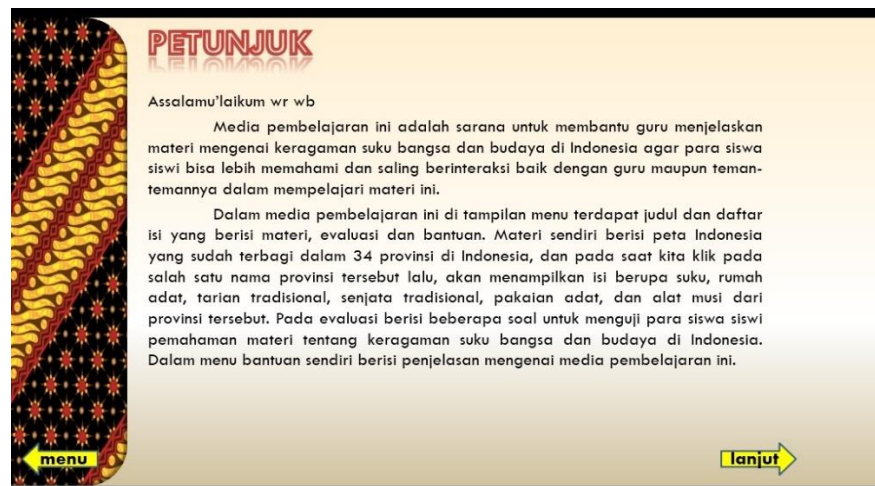 PETUNJUK
Assalamu'laikum wr wb
Media pembelajaran ini adalah sarana untuk membantu guru menjelaskan
materi mengenai keragaman suku bangsa dan budaya di Indonesia agar para siswa
siswi bisa lebih memahami dan saling berinteraksi baik dengan guru maupun teman-
temannya dalam mempelajari materi ini.
Dalam media pembelajaran ini di tampilan menu terdapat judul dan daftar
isi yang berisi materi, evaluasi dan bantuan. Materi sendiri berisi peta Indonesia
yang sudah terbagi dalam 34 provinsi di Indonesia, dan pada saat kita klik pada
salah satu nama provinsi tersebut lalu, akan menampilkan isi berupa suku, rumah
adat, tarian tradisional, senjata tradisional, pakaian adat, dan alat musi dari
provinsi tersebut. Pada evaluasi berisi beberapa soal untuk menguji para siswa siswi
pemahaman materi tentang keragaman suku bangsa dan budaya di Indonesia.
Dalam menu bantuan sendiri berisi penjelasan mengenai media pembelajaran ini.
menu
lanjut